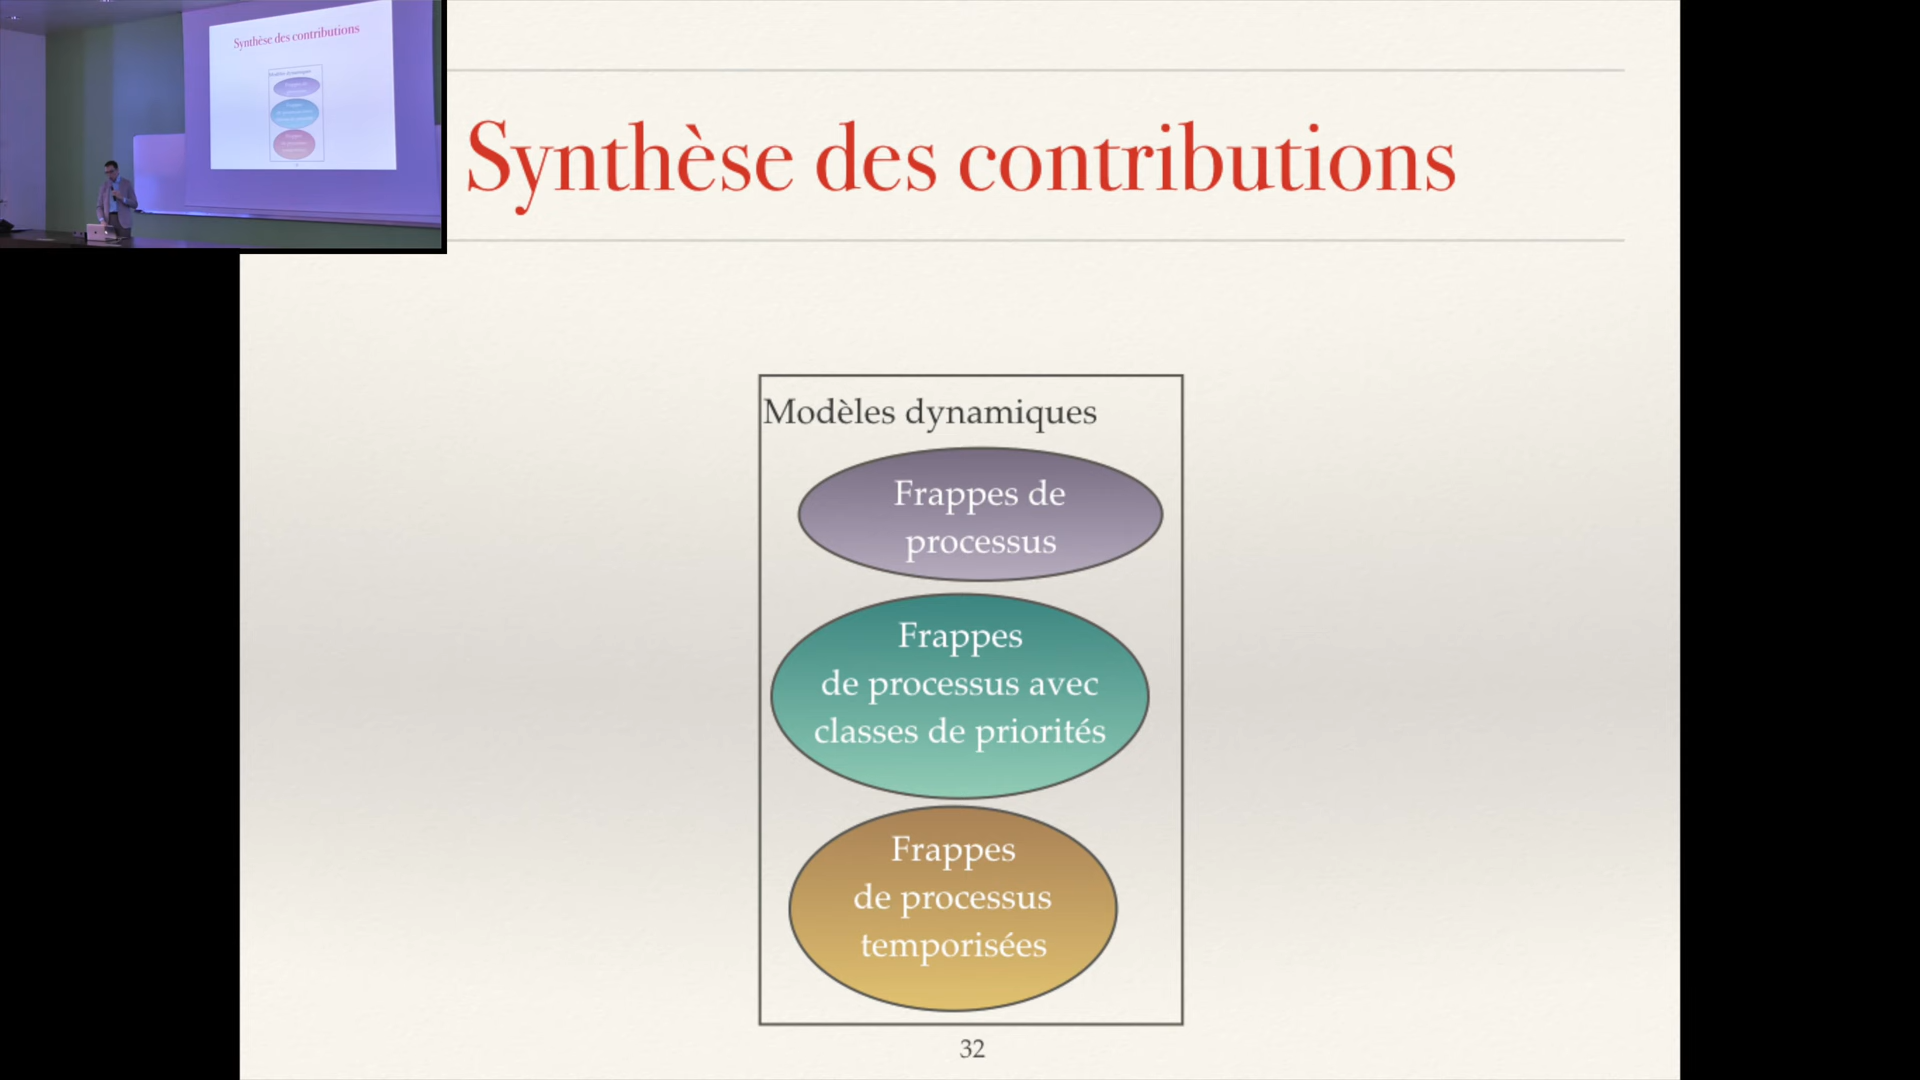 Synthèse des contributions
Synthèse des contributions
Modèles dynamiques
Frappes de
processus
Frappes
de processus avec
classes de priorités
Frappes
de processus
temporisées
32